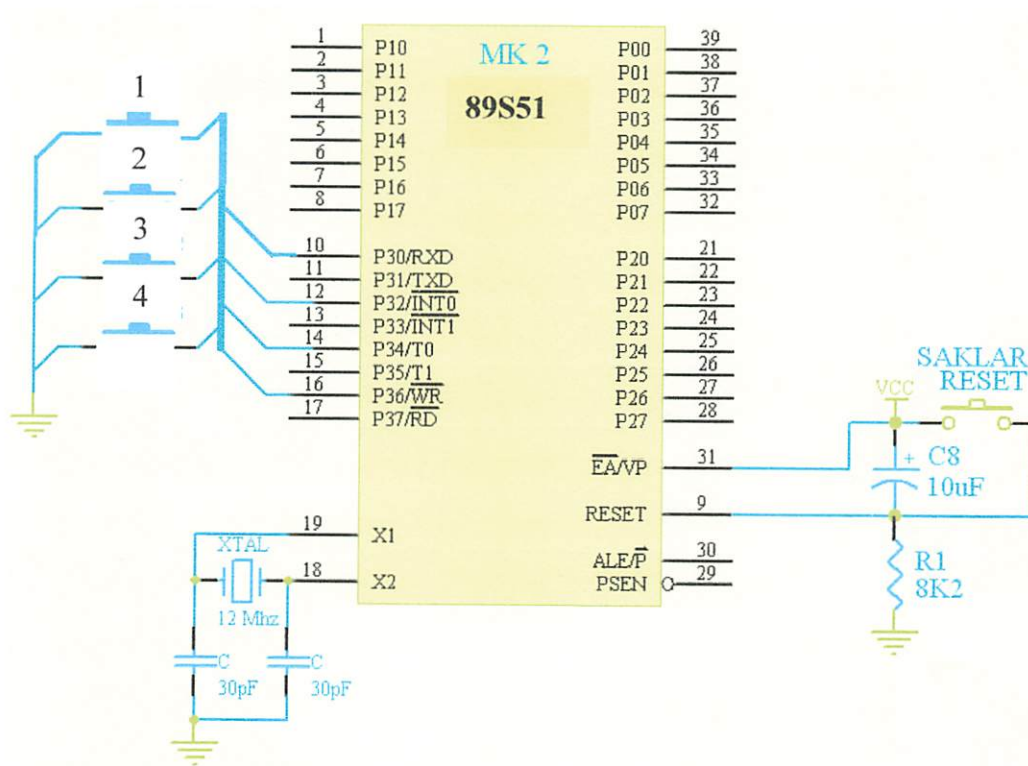 MK 2
89S51
1
2
3
4
1 P10
2 P11
3 P12
4 P13
5 P14
6 P15
7 P16
8 P17
10 P30/RXD
11 P31/TXD
12 P32/INT0
13 P33/INT1
14 P34/T0
15 P35/T1
16 P36/WR
17 P37/RD
19 X1
18 X2
P00 39
P01 38
P02 37
P03 36
P04 35
P05 34
P06 33
P07 32
P20 21
P21 22
P22 23
P23 24
P24 25
P25 26
P26 27
P27 28
EA/VP 31
RESET 9
ALE/P 30
PSEN 29
XTAL
12 Mhz
C
30pF
C
30pF
SAKLAR
RESET
VCC
+
C8
10uF
R1
8K2